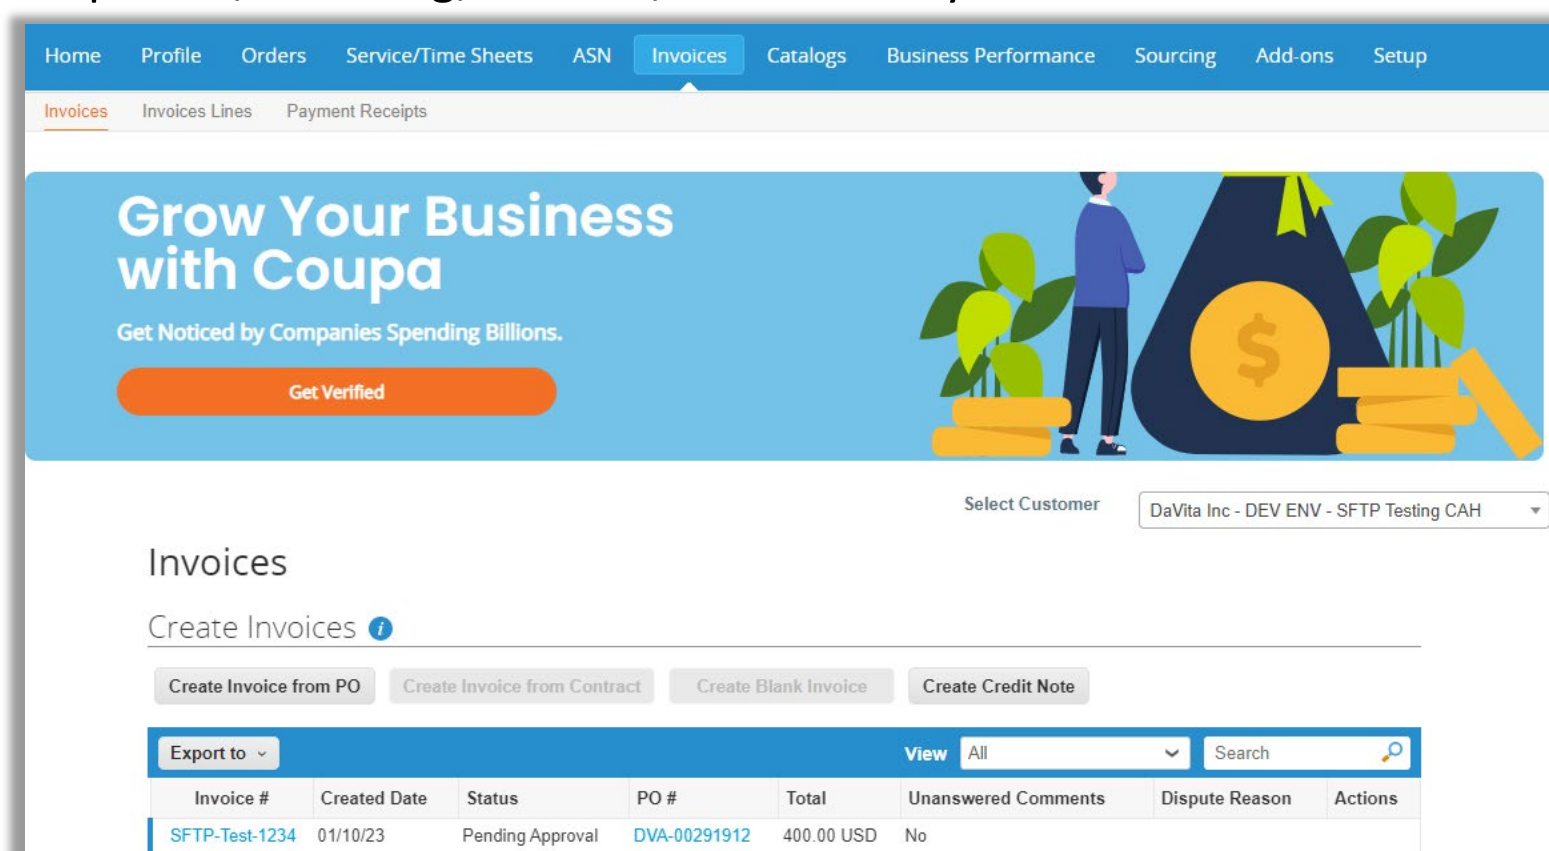 Home Profile Orders Service/Time Sheets ASN Invoices Catalogs Business Performance Sourcing Add-ons Setup
Invoices Invoices Lines Payment Receipts
Grow Your Business
with Coupa
Get Noticed by Companies Spending Billions.
Get Verified
$
Select Customer DaVita Inc - DEV ENV - SFTP Testing CAH
Invoices
Create Invoices i
Create Invoice from PO Create Invoice from Contract Create Blank Invoice Create Credit Note
Export to View All Search
Invoice # Created Date Status PO # Total Unanswered Comments Dispute Reason Actions
SFTP-Test-1234 01/10/23 Pending Approval DVA-00291912 400.00 USD No